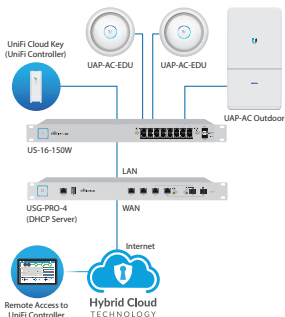 UniFi Cloud Key
(UniFi Controller)
UAP-AC-EDU
UAP-AC-EDU
UAP-AC Outdoor
US-16-150W
LAN
USG-PRO-4
(DHCP Server)
WAN
Internet
Remote Access to
UniFi Controller
Hybrid Cloud
TECHNOLOGY